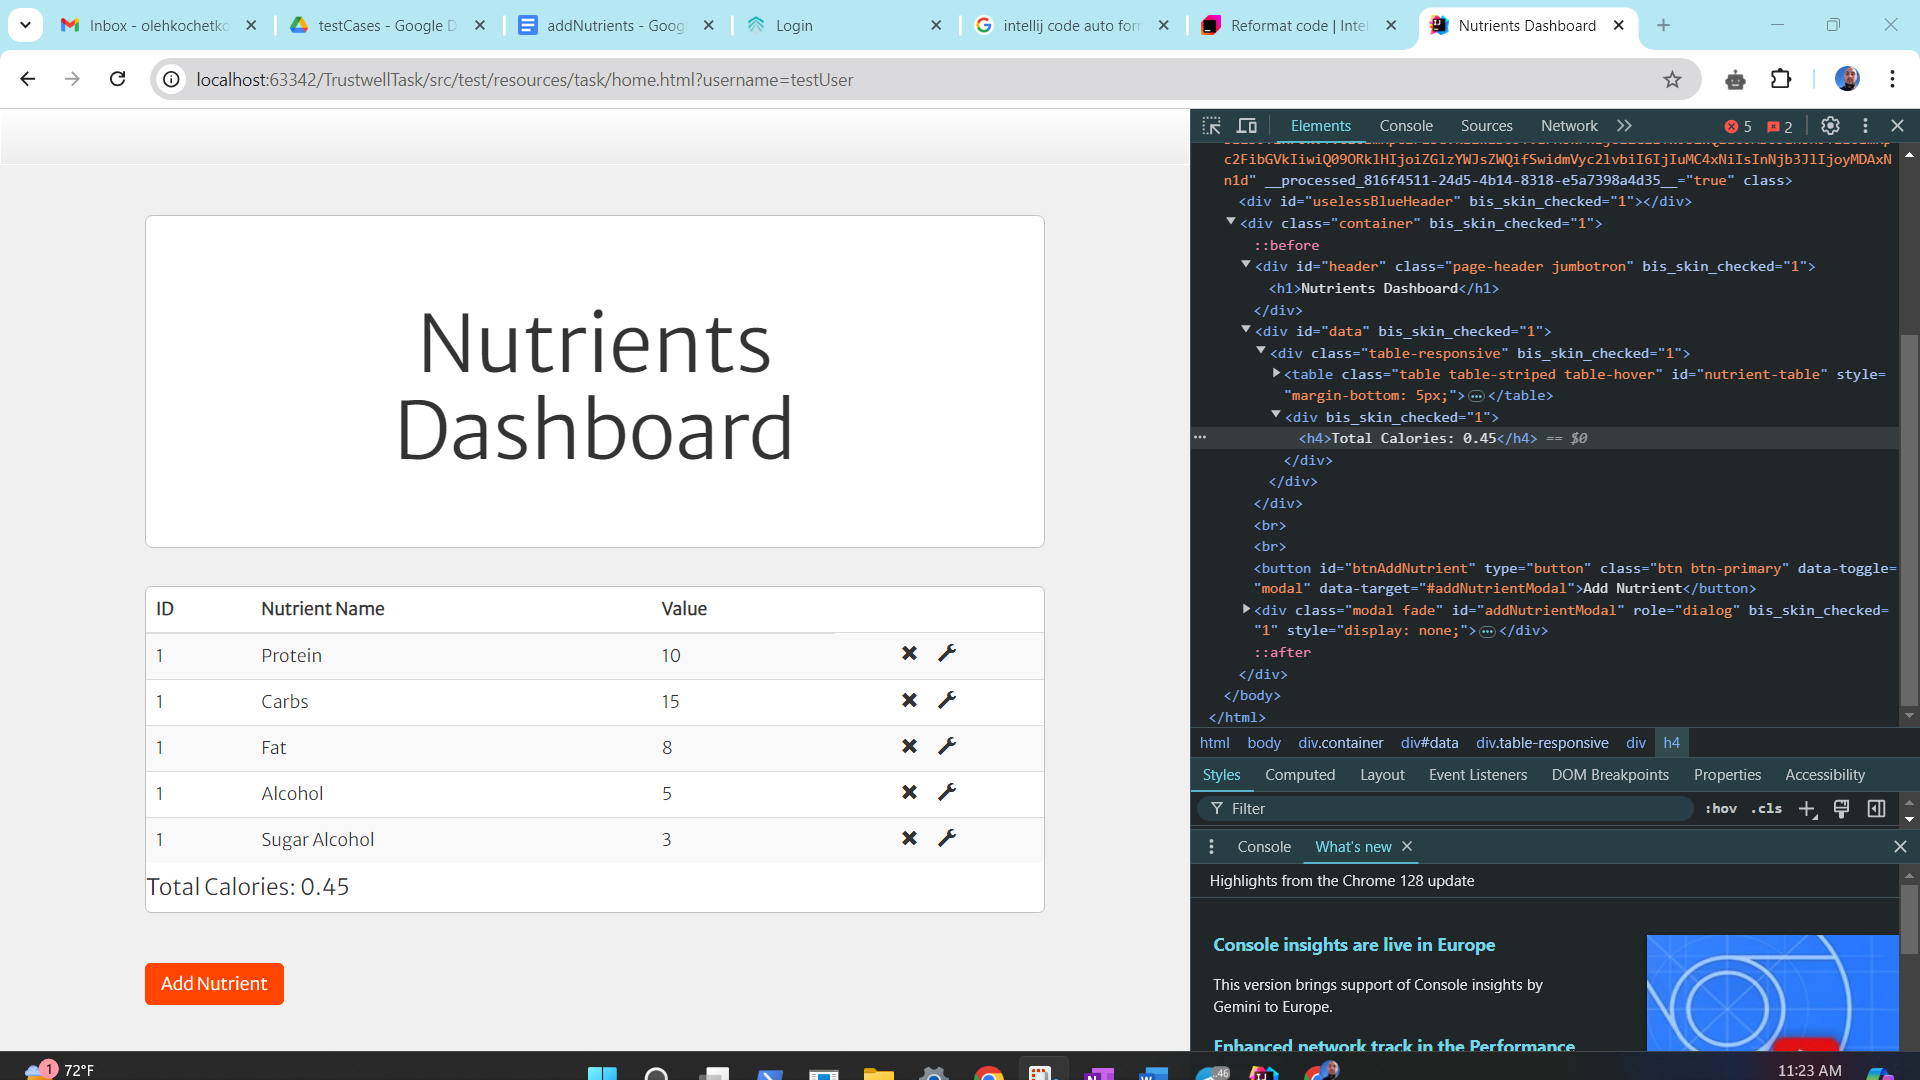 Inbox - olehkochetko
testCases - Google D
addNutrients - Googl
Login
intellij code auto forn
Reformat code | Intel
Nutrients Dashboard
localhost:63342/TrustwellTask/src/test/resources/task/home.html?username=testUser
Elements
Console
Sources
Network
5
2
c2FibGVkIiwiQ09ORklHIjoiZGlzYWJsZWQifSwidmVyc2lvbiI6IjIuMC4xNiIsInNjb3JlIjoyMDAxN
n1d" __processed_816f4511-24d5-4b14-8318-e5a7398a4d35__="true" class>
<div id="uselessBlueHeader" bis_skin_checked="1"></div>
<div class="container" bis_skin_checked="1">
::before
<div id="header" class="page-header jumbotron" bis_skin_checked="1">
<h1>Nutrients Dashboard</h1>
</div>
<div id="data" bis_skin_checked="1">
<div class="table-responsive" bis_skin_checked="1">
<table class="table table-striped table-hover" id="nutrient-table" style=
"margin-bottom: 5px;">…</table>
<div bis_skin_checked="1">
<h4>Total Calories: 0.45</h4> == $0
</div>
</div>
</div>
<br>
<br>
<button id="btnAddNutrient" type="button" class="btn btn-primary" data-toggle=
"modal" data-target="#addNutrientModal">Add Nutrient</button>
<div class="modal fade" id="addNutrientModal" role="dialog" bis_skin_checked=
"1" style="display: none;">…</div>
::after
</div>
</body>
</html>
html body div.container div#data div.table-responsive div h4
Styles Computed Layout Event Listeners DOM Breakpoints Properties Accessibility
Filter
:hov .cls
Console
What's new
Highlights from the Chrome 128 update
Console insights are live in Europe
This version brings support of Console insights by
Gemini to Europe.
Enhanced network track in the Performance
Nutrients
Dashboard
ID Nutrient Name Value
1 Protein 10
1 Carbs 15
1 Fat 8
1 Alcohol 5
1 Sugar Alcohol 3
Total Calories: 0.45
Add Nutrient
1
72°F
.46
11:23 AM